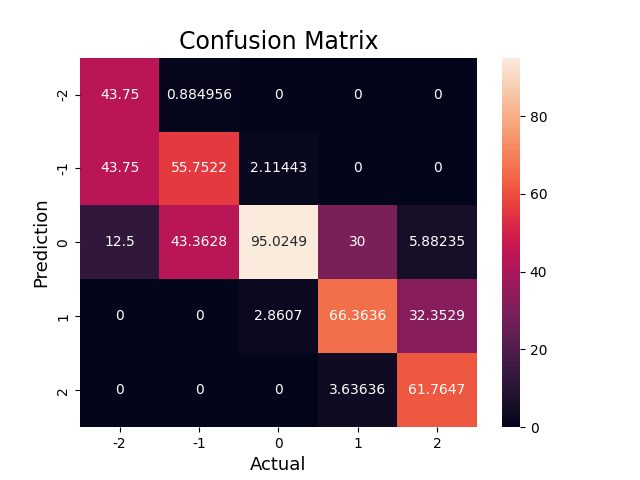 Confusion Matrix
Prediction
-2 43.75 0.884956 0 0 0
-1 43.75 55.7522 2.11443 0 0
0 12.5 43.3628 95.0249 30 5.88235
1 0 0 2.8607 66.3636 32.3529
2 0 0 0 3.63636 61.7647
-2 -1 0 1 2
Actual
80
60
40
20
0